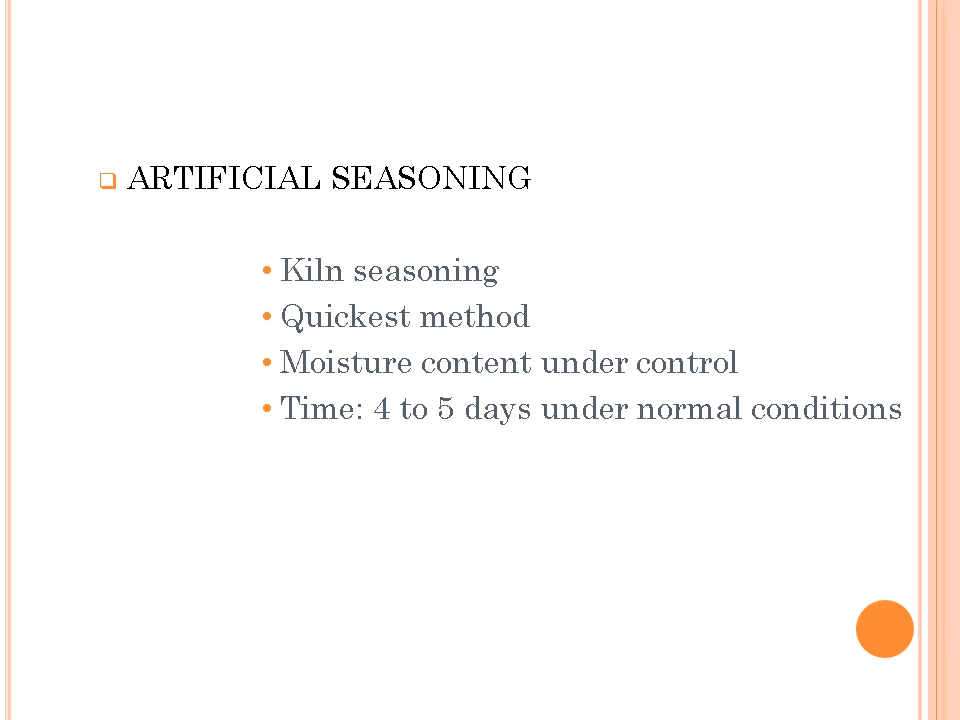 ❑ ARTIFICIAL SEASONING
• Kiln seasoning
• Quickest method
• Moisture content under control
• Time: 4 to 5 days under normal conditions